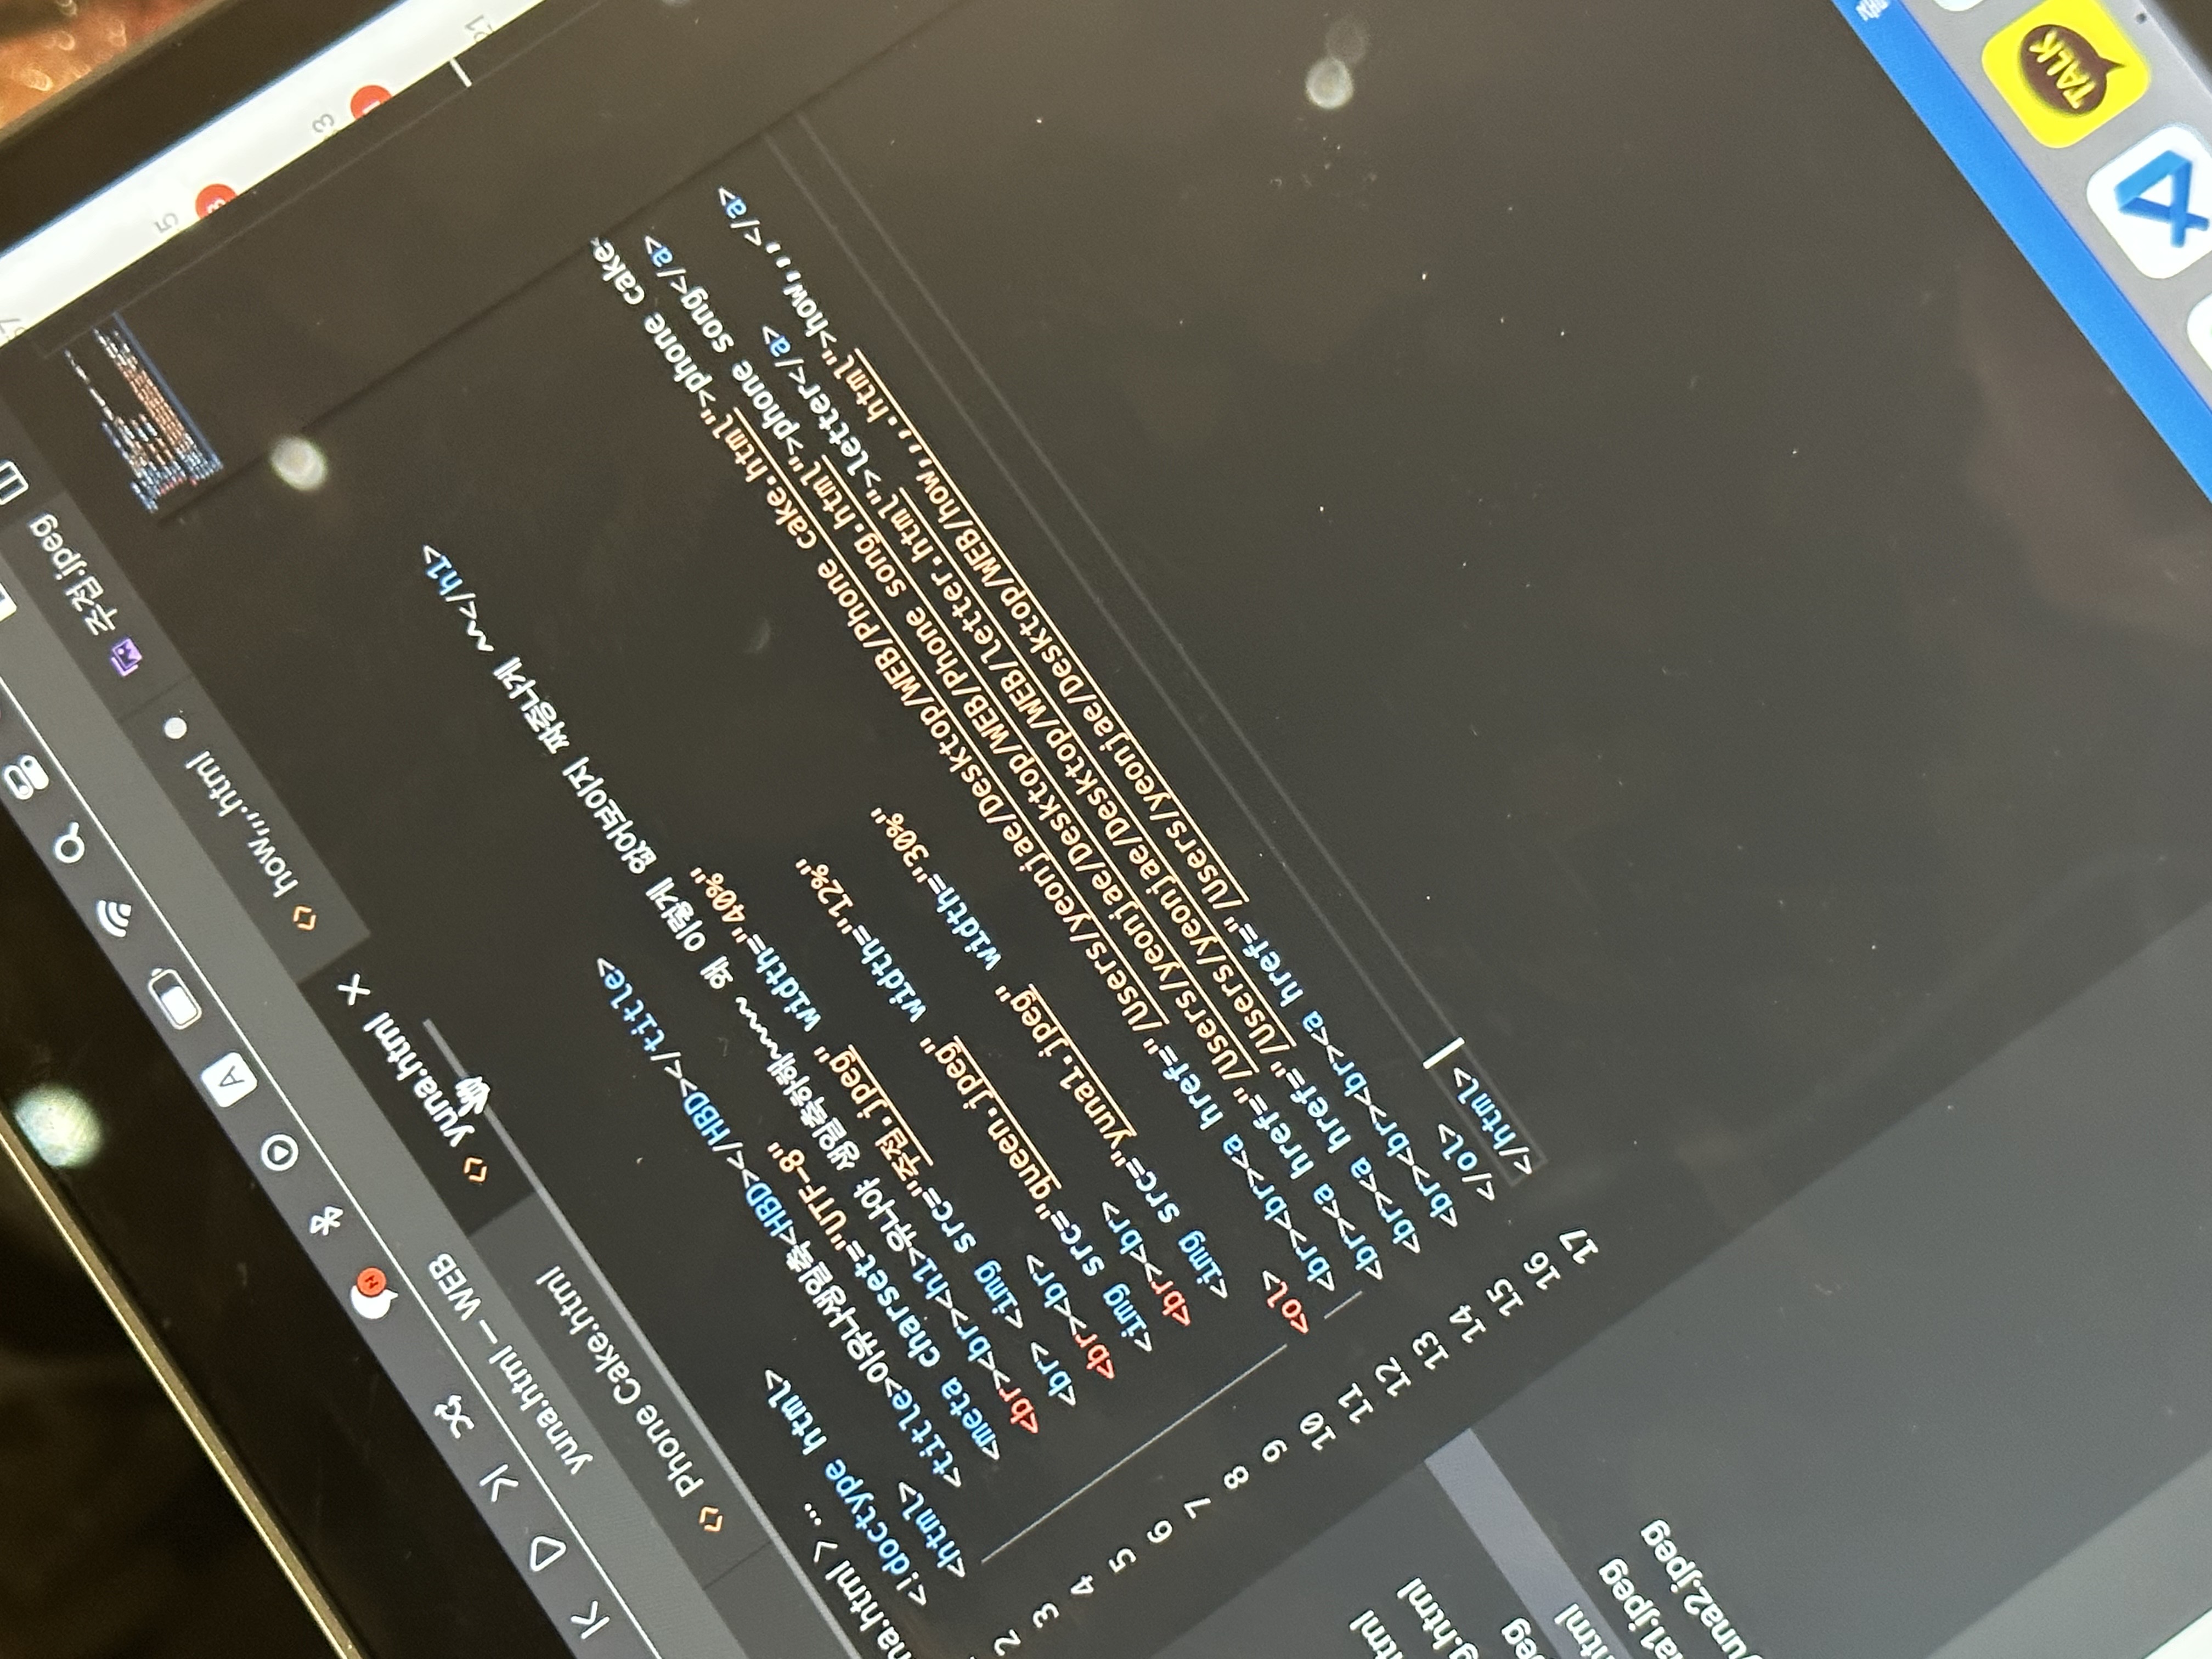 yuna.html — WEB
Phone Cake.html
yuna.html
how,,,.html
주접.jpeg
na.html > ...
<!doctype html>
2 <html>
3 <title>이유나생일축<HBD></HBD></title>
4 <meta charset="UTF-8"
5 <br><br><h1>유나야 생일축하해~~~~ 왜 이렇게 없어보이지 짜증나게 ^^</h1>
6 <br> <img src="주접.jpeg" width="40%"
7 <br><br>
8 <img src="queen.jpeg" width="12%"
9 <br><br>
10 <img src="yuna1.jpeg" width="30%"
11 <ol>
12 <br><br><a href="/Users/yeonjae/Desktop/WEB/Phone cake.html">phone cake<
13 <br><a href="/Users/yeonjae/Desktop/WEB/Phone song.html">phone song</a>
14 <br><a href="/Users/yeonjae/Desktop/WEB/letter.html">letter</a>
15 <br><br><br><a href="/Users/yeonjae/Desktop/WEB/how,,,.html">how,,,</a>
16 </ol>
17 </html>
tml
g.html
eg
html
a1.jpeg
yuna2.jpeg
A
N
5
3
21
TALK